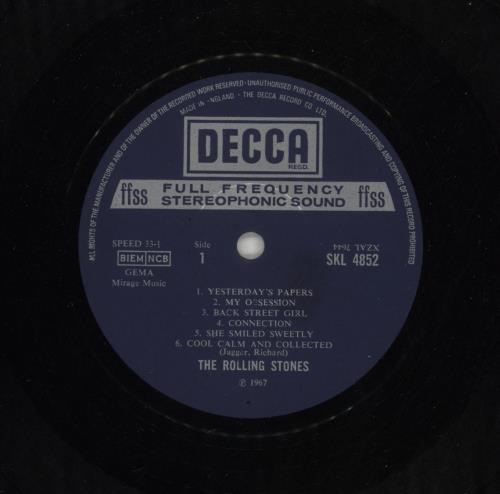 ALL RIGHTS OF THE MANUFACTURER AND OF THE OWNER OF THE RECORDED WORK RESERVED · UNAUTHORISED PUBLIC PERFORMANCE BROADCASTING AND COPYING OF THIS RECORD PROHIBITED
MADE IN ENGLAND · THE DECCA RECORD CO. LTD.
DECCA
REGD.
ffss FULL FREQUENCY STEREOPHONIC SOUND ffss
SPEED 33-1
Side
1
BIEM NCB
GEMA
Mirage Music
XZAL. 7644
SKL 4852
1. YESTERDAY'S PAPERS
2. MY OBSESSION
3. BACK STREET GIRL
4. CONNECTION
5. SHE SMILED SWEETLY
6. COOL CALM AND COLLECTED
(Jagger, Richard)
THE ROLLING STONES
℗ 1967